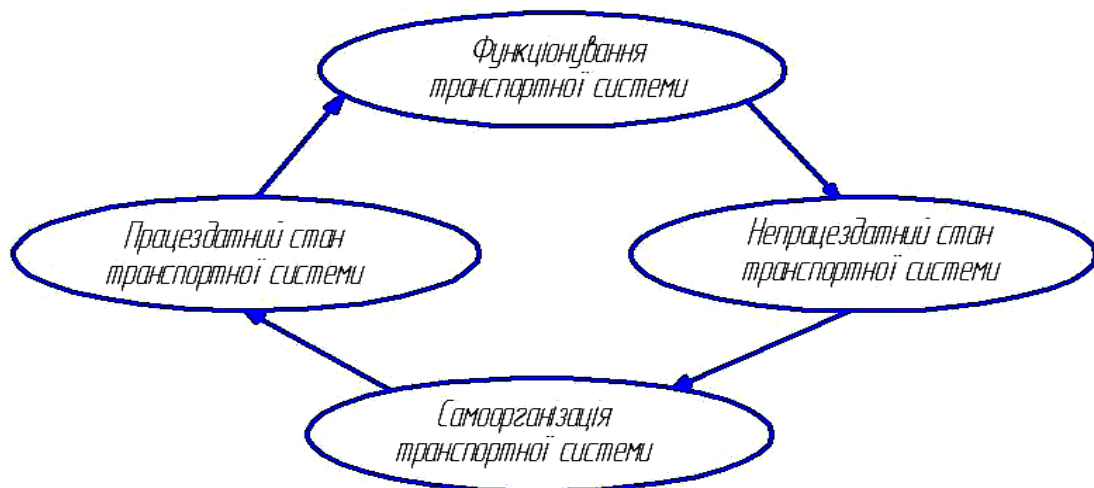 Функціонування
транспортної системи
Працездатний стан
транспортної системи
Непрацездатний стан
транспортної системи
Самоорганізація
транспортної системи